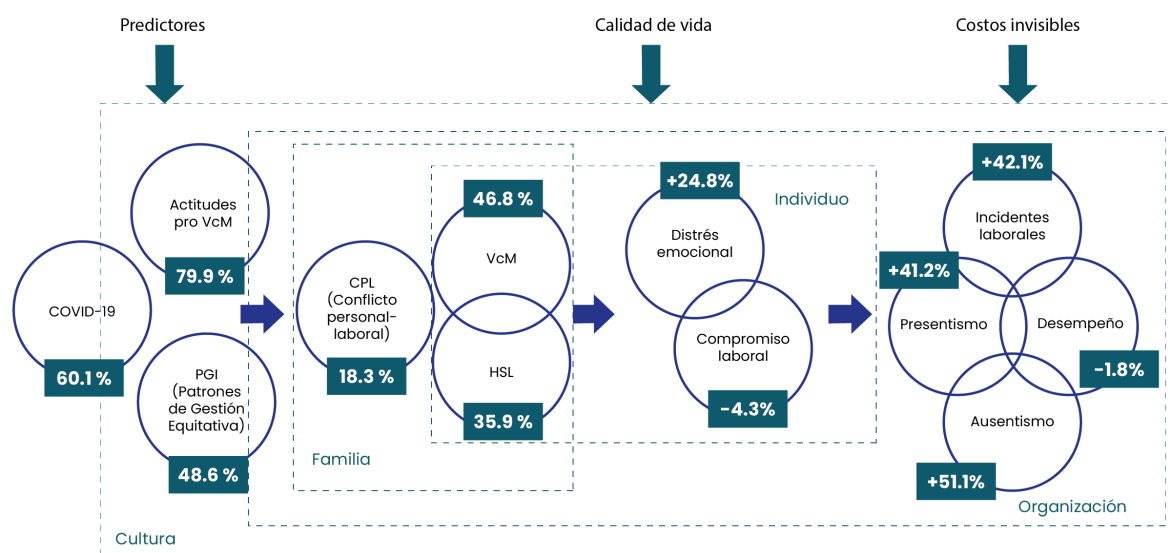 Predictores
Calidad de vida
Costos invisibles
Actitudes
pro VcM
79.9 %
COVID-19
60.1 %
PGI
(Patrones
de Gestión
Equitativa)
48.6 %
Cultura
CPL
(Conflicto
personal-
laboral)
18.3 %
46.8 %
VcM
HSL
35.9 %
Familia
+24.8%
Distrés
emocional
Individuo
Compromiso
laboral
-4.3%
+42.1%
Incidentes
laborales
+41.2%
Presentismo
Desempeño
-1.8%
Ausentismo
+51.1%
Organización